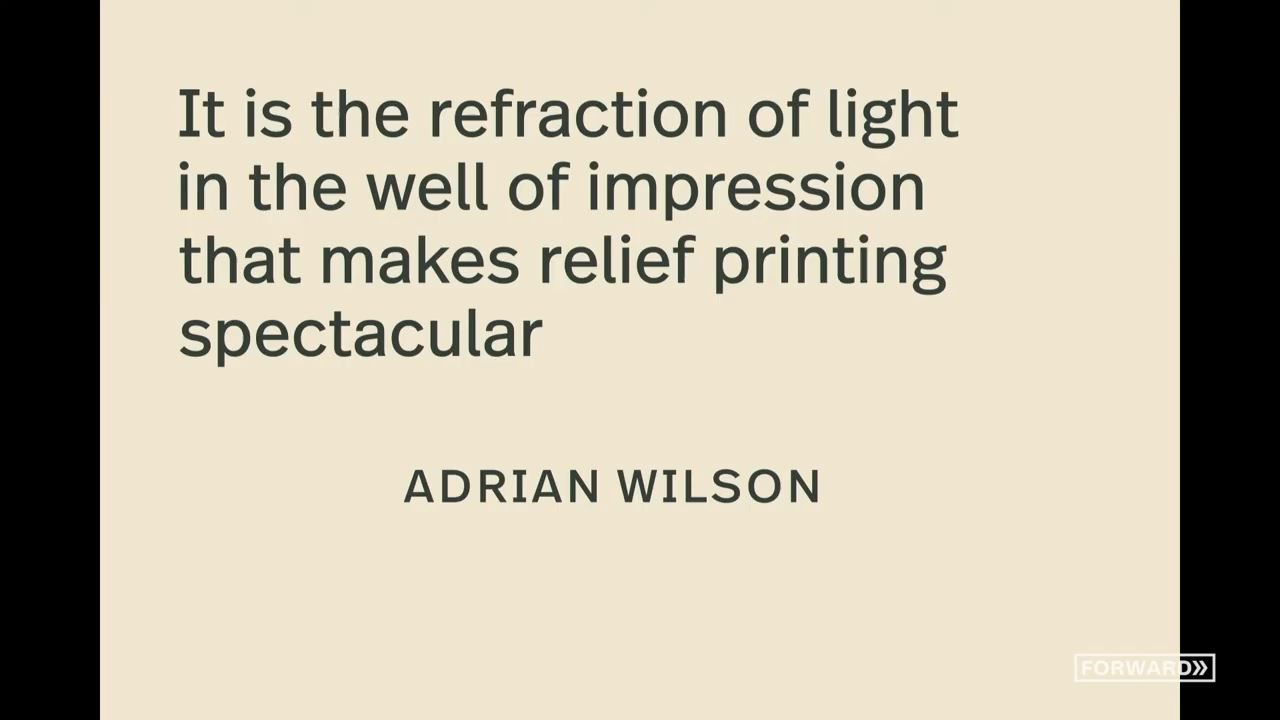 It is the refraction of light
in the well of impression
that makes relief printing
spectacular
ADRIAN WILSON
FORWARD»